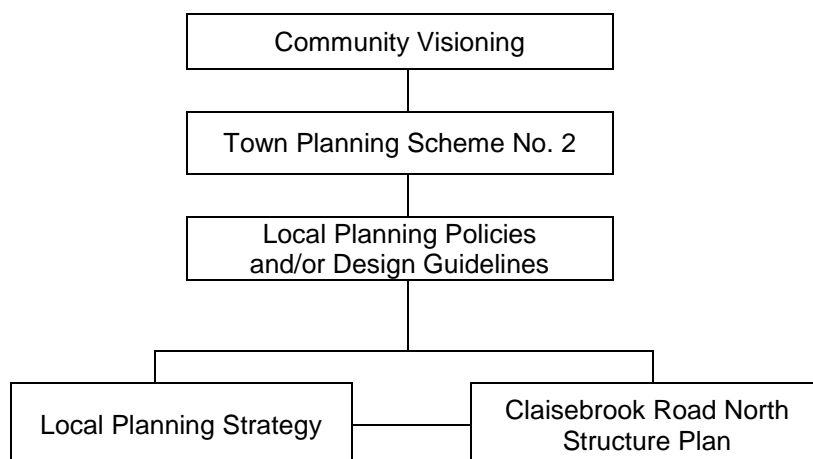 Community Visioning
Town Planning Scheme No. 2
Local Planning Policies
and/or Design Guidelines
Local Planning Strategy
Claisebrook Road North
Structure Plan